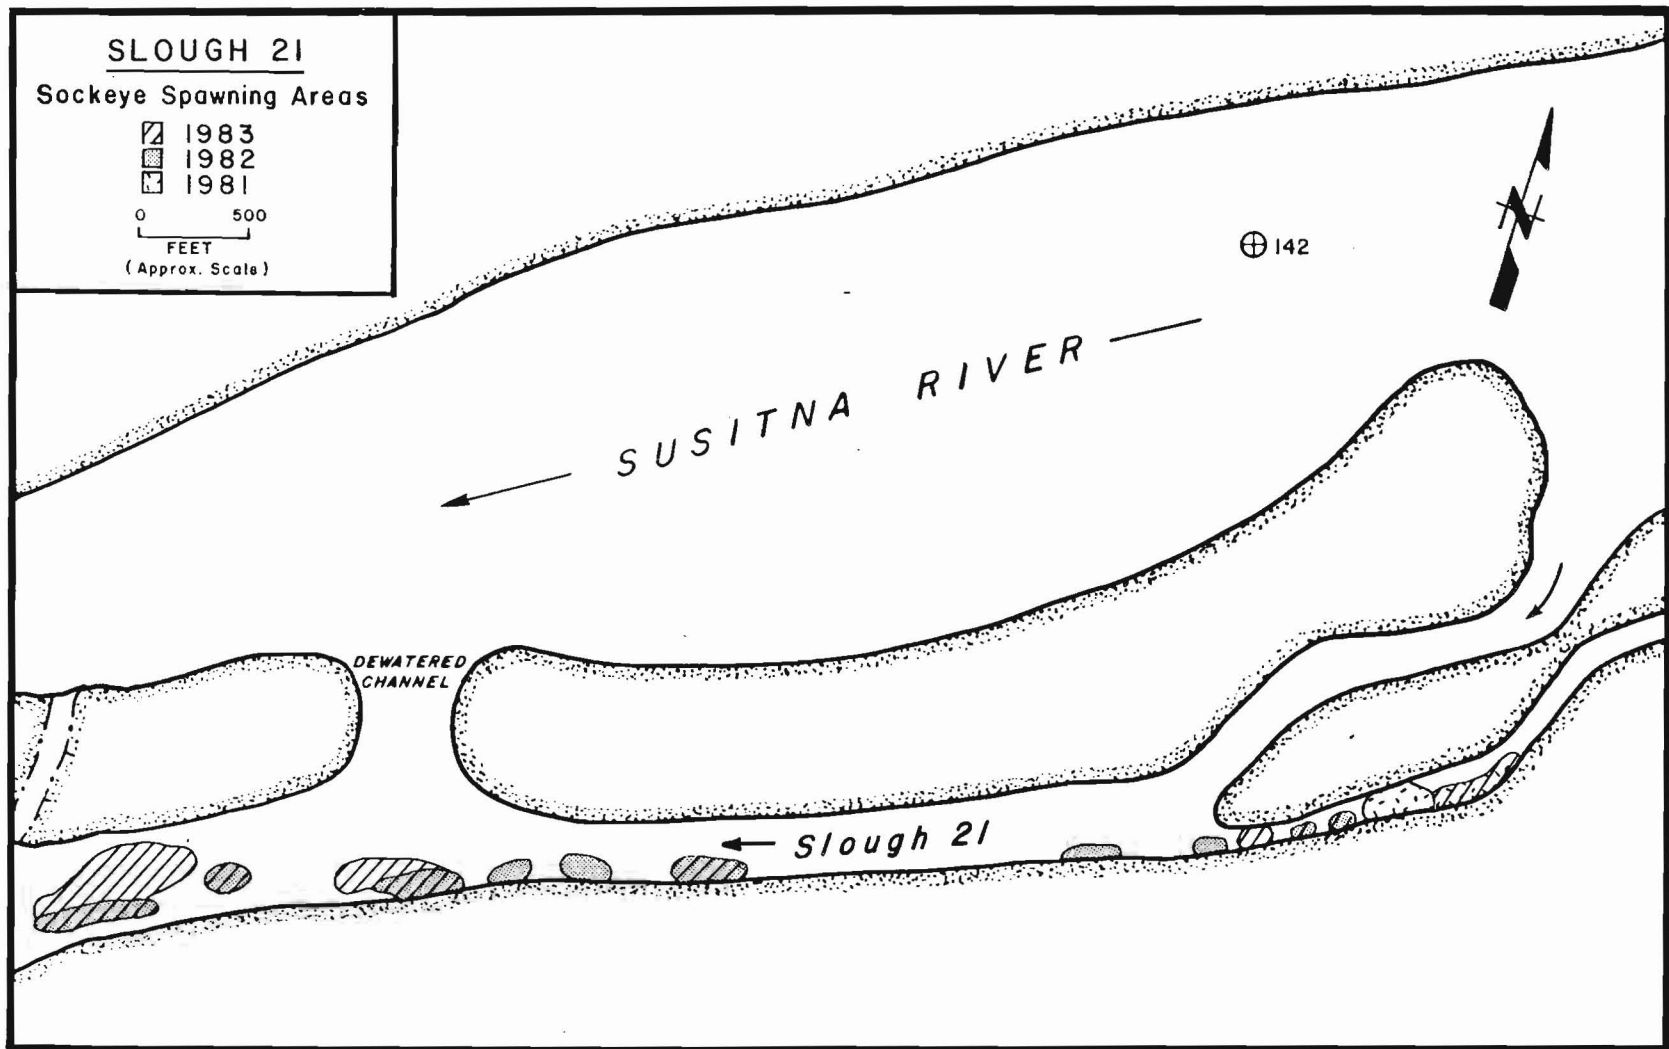 SLOUGH 21
Sockeye Spawning Areas
1983
1982
1981
0 500
FEET
(Approx. Scale)
N
142
SUSITNA RIVER
DEWATERED
CHANNEL
Slough 21